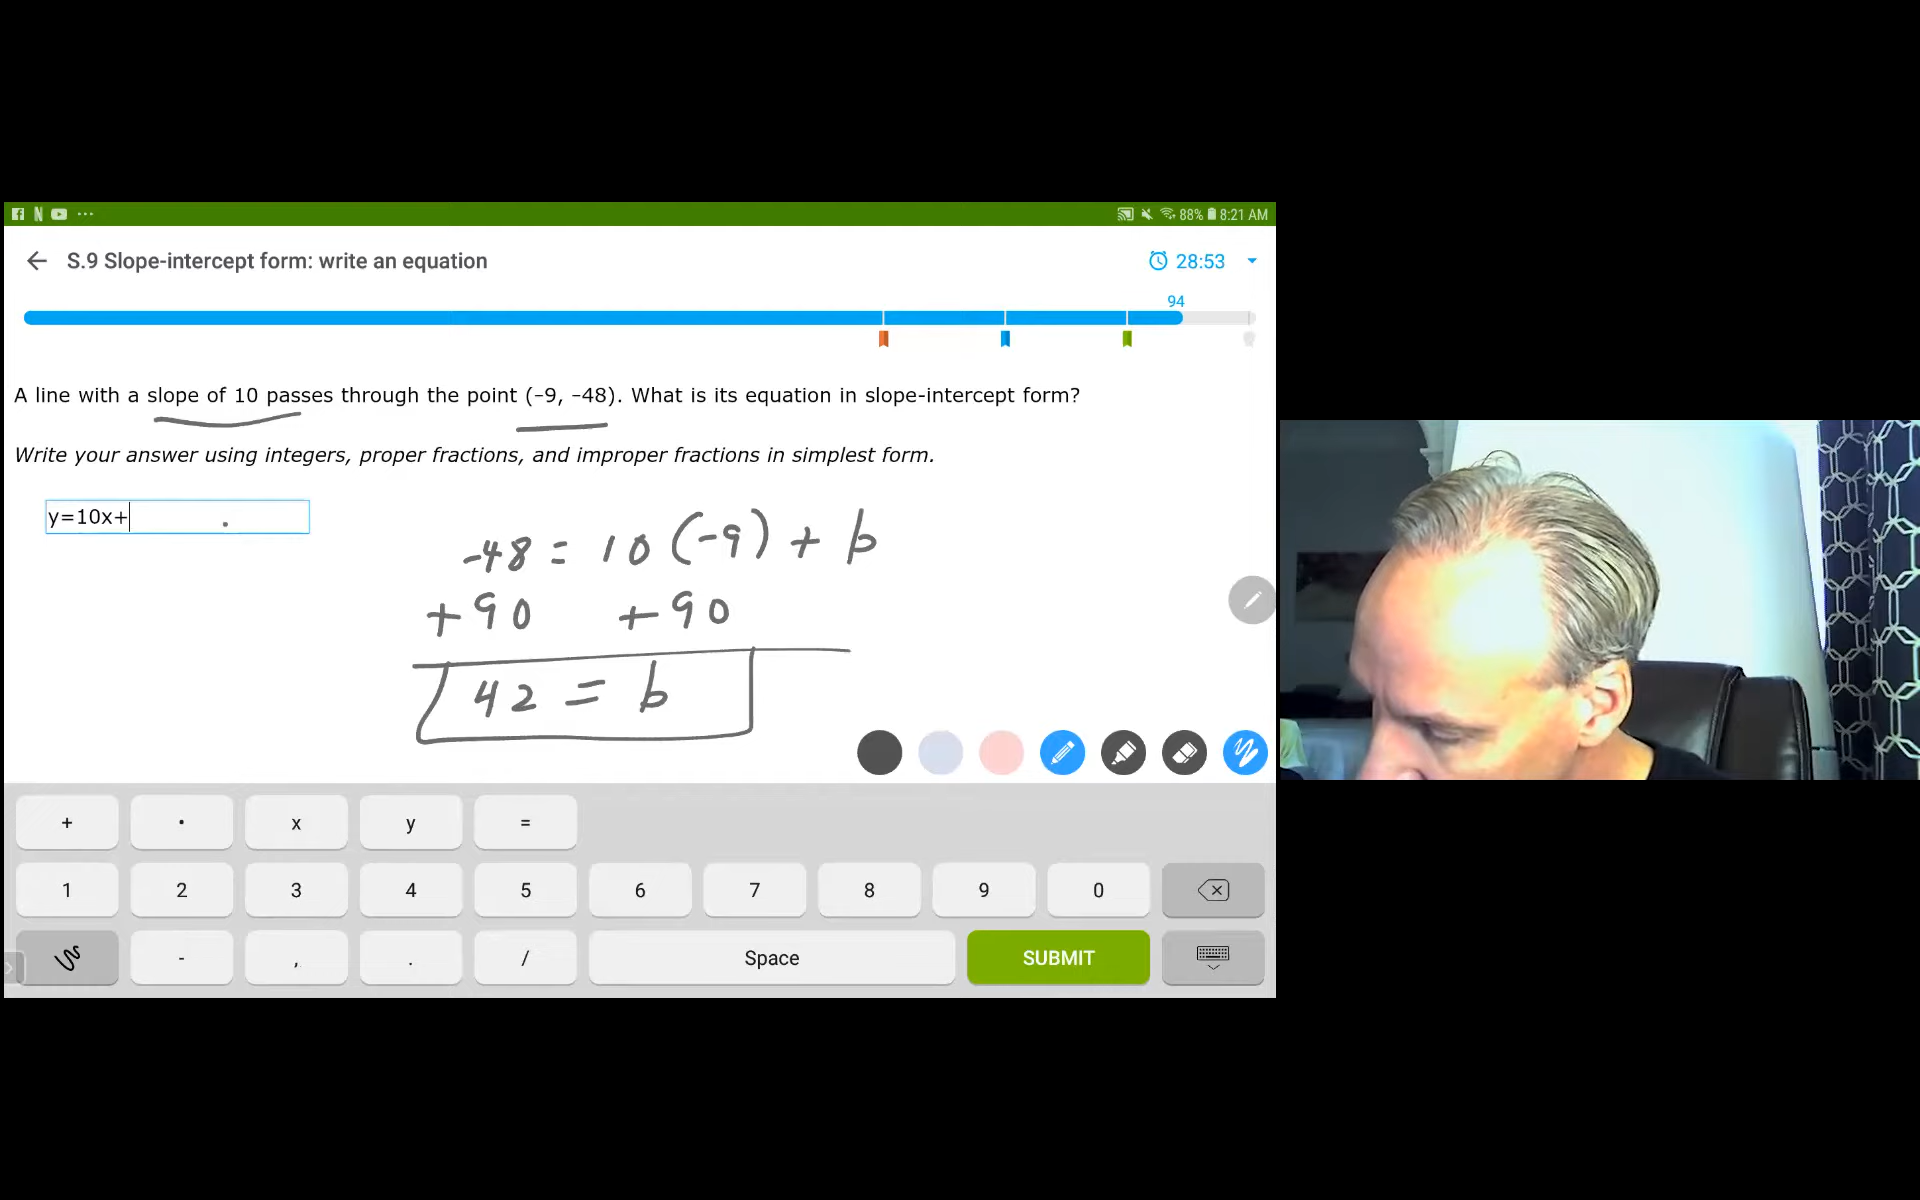 88% 8:21 AM
S.9 Slope-intercept form: write an equation
28:53
94
A line with a slope of 10 passes through the point (–9, –48). What is its equation in slope-intercept form?
Write your answer using integers, proper fractions, and improper fractions in simplest form.
y=10x+
-48 = 10 (-9) + b
+90 +90
42 = b
+ · x y =
1 2 3 4 5 6 7 8 9 0
- , . / Space SUBMIT